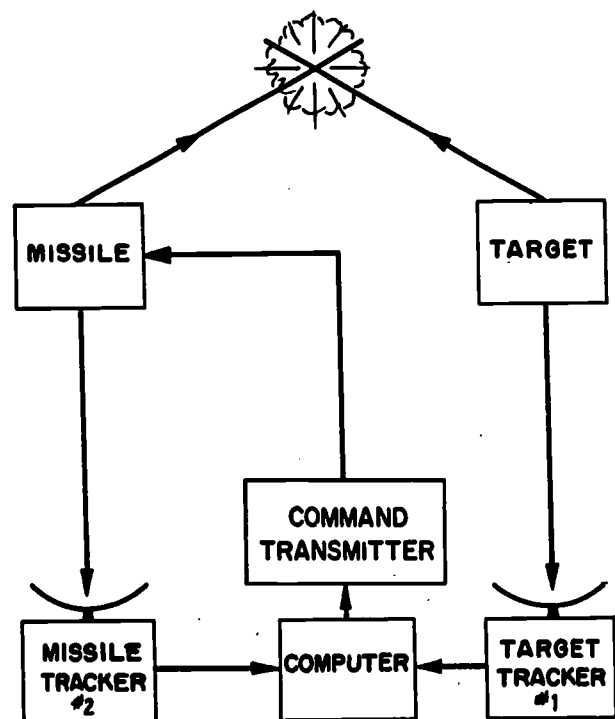 MISSILE
TARGET
COMMAND
TRANSMITTER
MISSILE
TRACKER
#2
COMPUTER
TARGET
TRACKER
#1